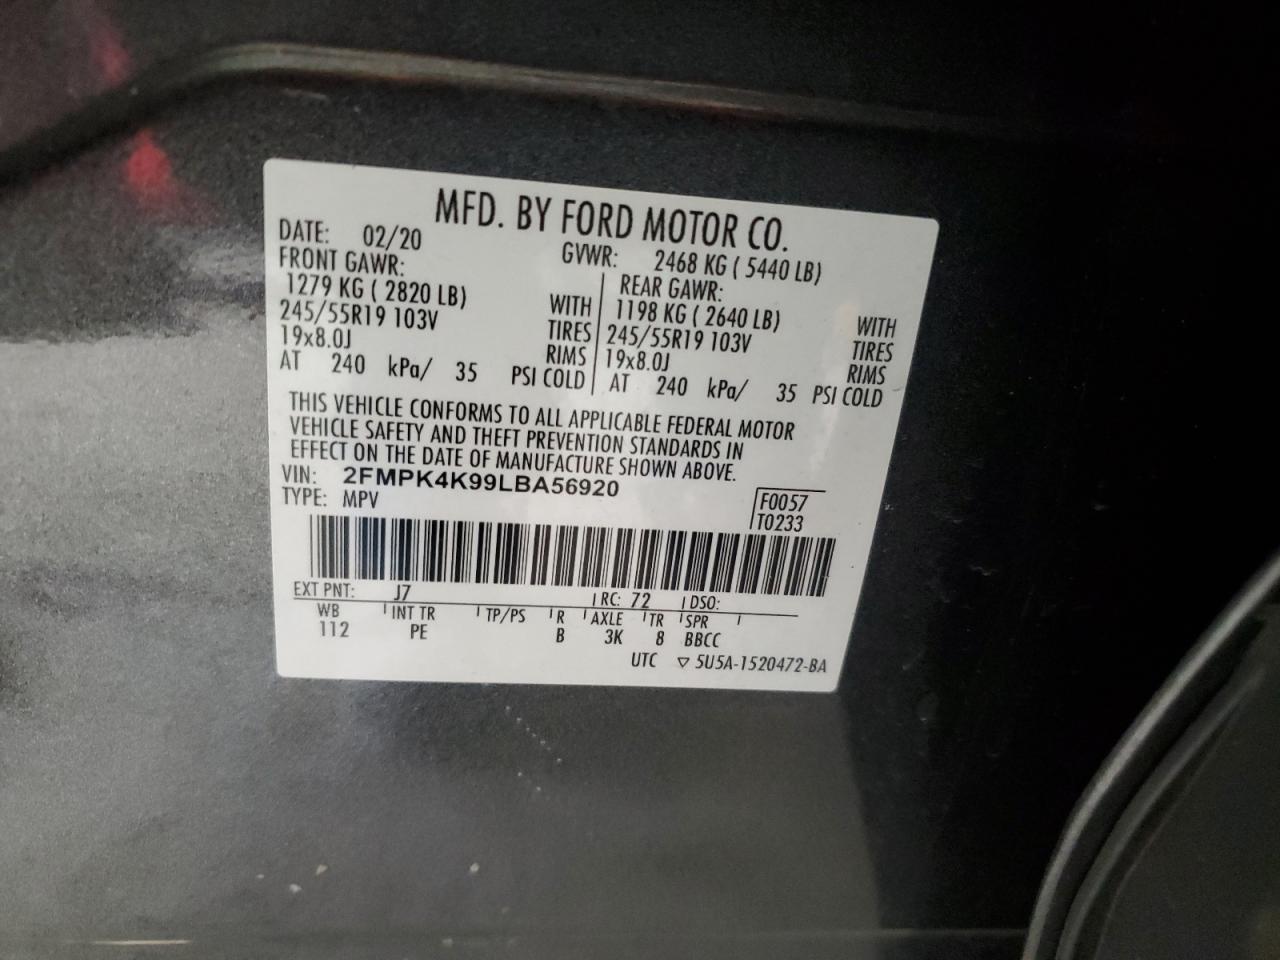 MFD. BY FORD MOTOR CO.
DATE: 02/20 GVWR: 2468 KG ( 5440 LB)
FRONT GAWR: REAR GAWR:
1279 KG ( 2820 LB) WITH 1198 KG ( 2640 LB) WITH
245/55R19 103V TIRES 245/55R19 103V TIRES
19x8.0J RIMS 19x8.0J RIMS
AT 240 kPa/ 35 PSI COLD AT 240 kPa/ 35 PSI COLD
THIS VEHICLE CONFORMS TO ALL APPLICABLE FEDERAL MOTOR
VEHICLE SAFETY AND THEFT PREVENTION STANDARDS IN
EFFECT ON THE DATE OF MANUFACTURE SHOWN ABOVE.
VIN: 2FMPK4K99LBA56920
TYPE: MPV F0057
T0233
EXT PNT: J7 RC: 72 DSO:
WB INT TR TP/PS R AXLE TR SPR
112 PE B 3K 8 BBCC
UTC ▽ 5U5A-1520472-BA